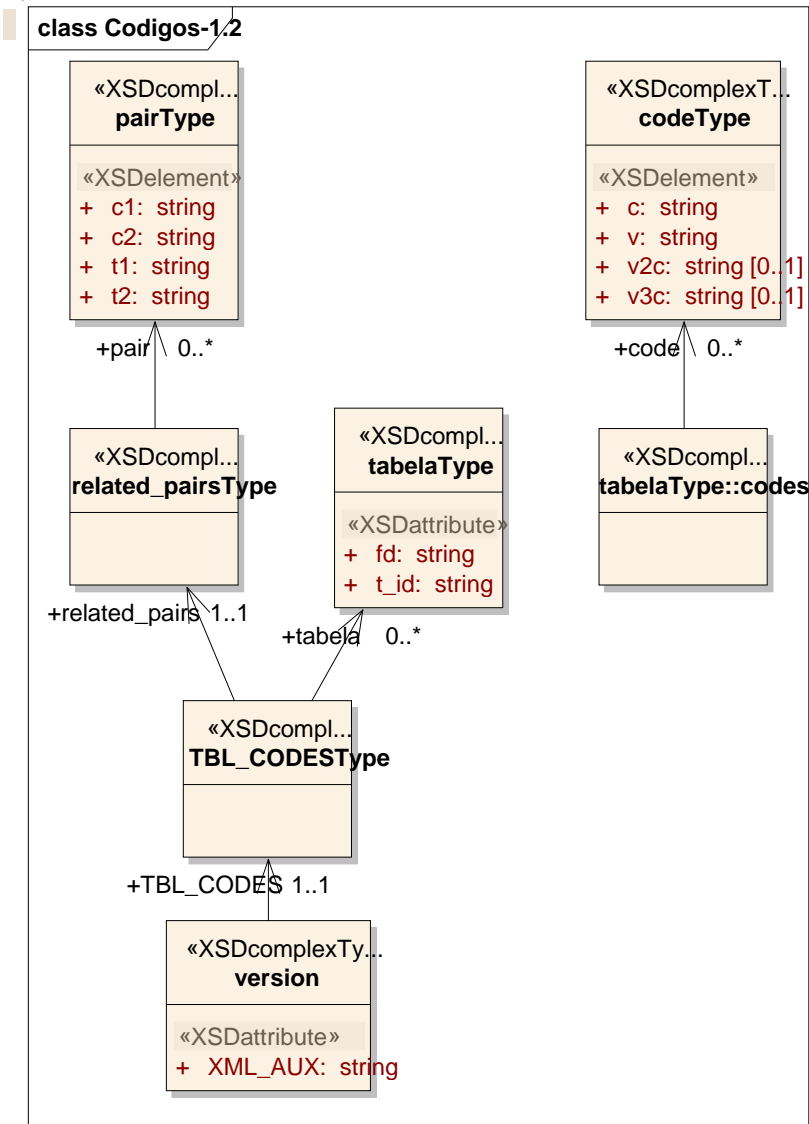 class Codigos-1.2
«XSDcompl...
pairType
«XSDelement»
+ c1: string
+ c2: string
+ t1: string
+ t2: string
«XSDcomplexT...
codeType
«XSDelement»
+ c: string
+ v: string
+ v2c: string [0..1]
+ v3c: string [0..1]
+pair 0..*
+code 0..*
«XSDcompl...
related_pairsType
«XSDcompl...
tabelaType
«XSDattribute»
+ fd: string
+ t_id: string
«XSDcompl...
tabelaType::codes
+related_pairs 1..1
+tabela 0..*
«XSDcompl...
TBL_CODESType
+TBL_CODES 1..1
«XSDcomplexTy...
version
«XSDattribute»
+ XML_AUX: string